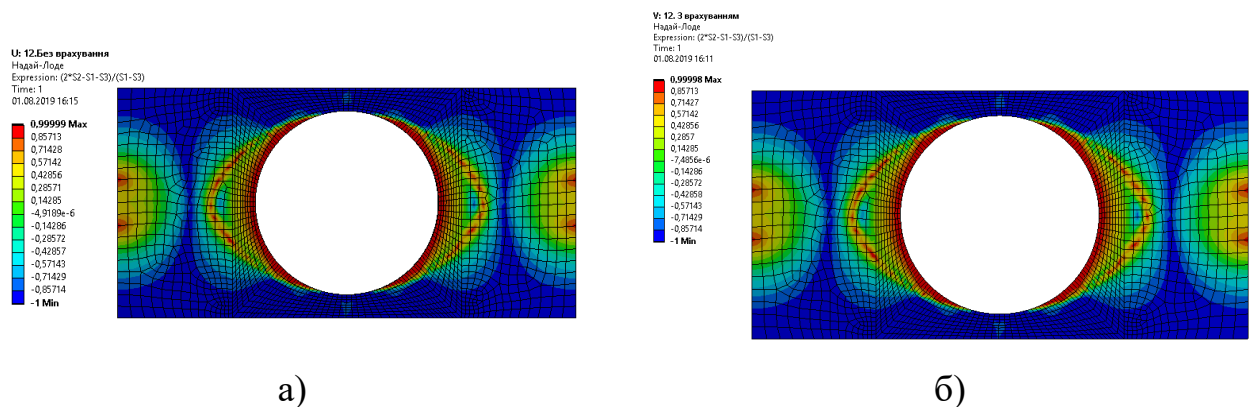 U: 12.Без врахування
Надай-Лоде
Expression: (2*S2-S1-S3)/(S1-S3)
Time: 1
01.08.2019 16:15
0,99999 Max
0,85713
0,71428
0,57142
0,42856
0,28571
0,14285
-4,9189e-6
-0,14286
-0,28572
-0,42857
-0,57143
-0,71429
-0,85714
-1 Min
а)
V: 12. З врахуванням
Надай-Лоде
Expression: (2*S2-S1-S3)/(S1-S3)
Time: 1
01.08.2019 16:11
0,99998 Max
0,85713
0,71427
0,57142
0,42856
0,2857
0,14285
-7,4856e-6
-0,14286
-0,28572
-0,42858
-0,57143
-0,71429
-0,85714
-1 Min
б)